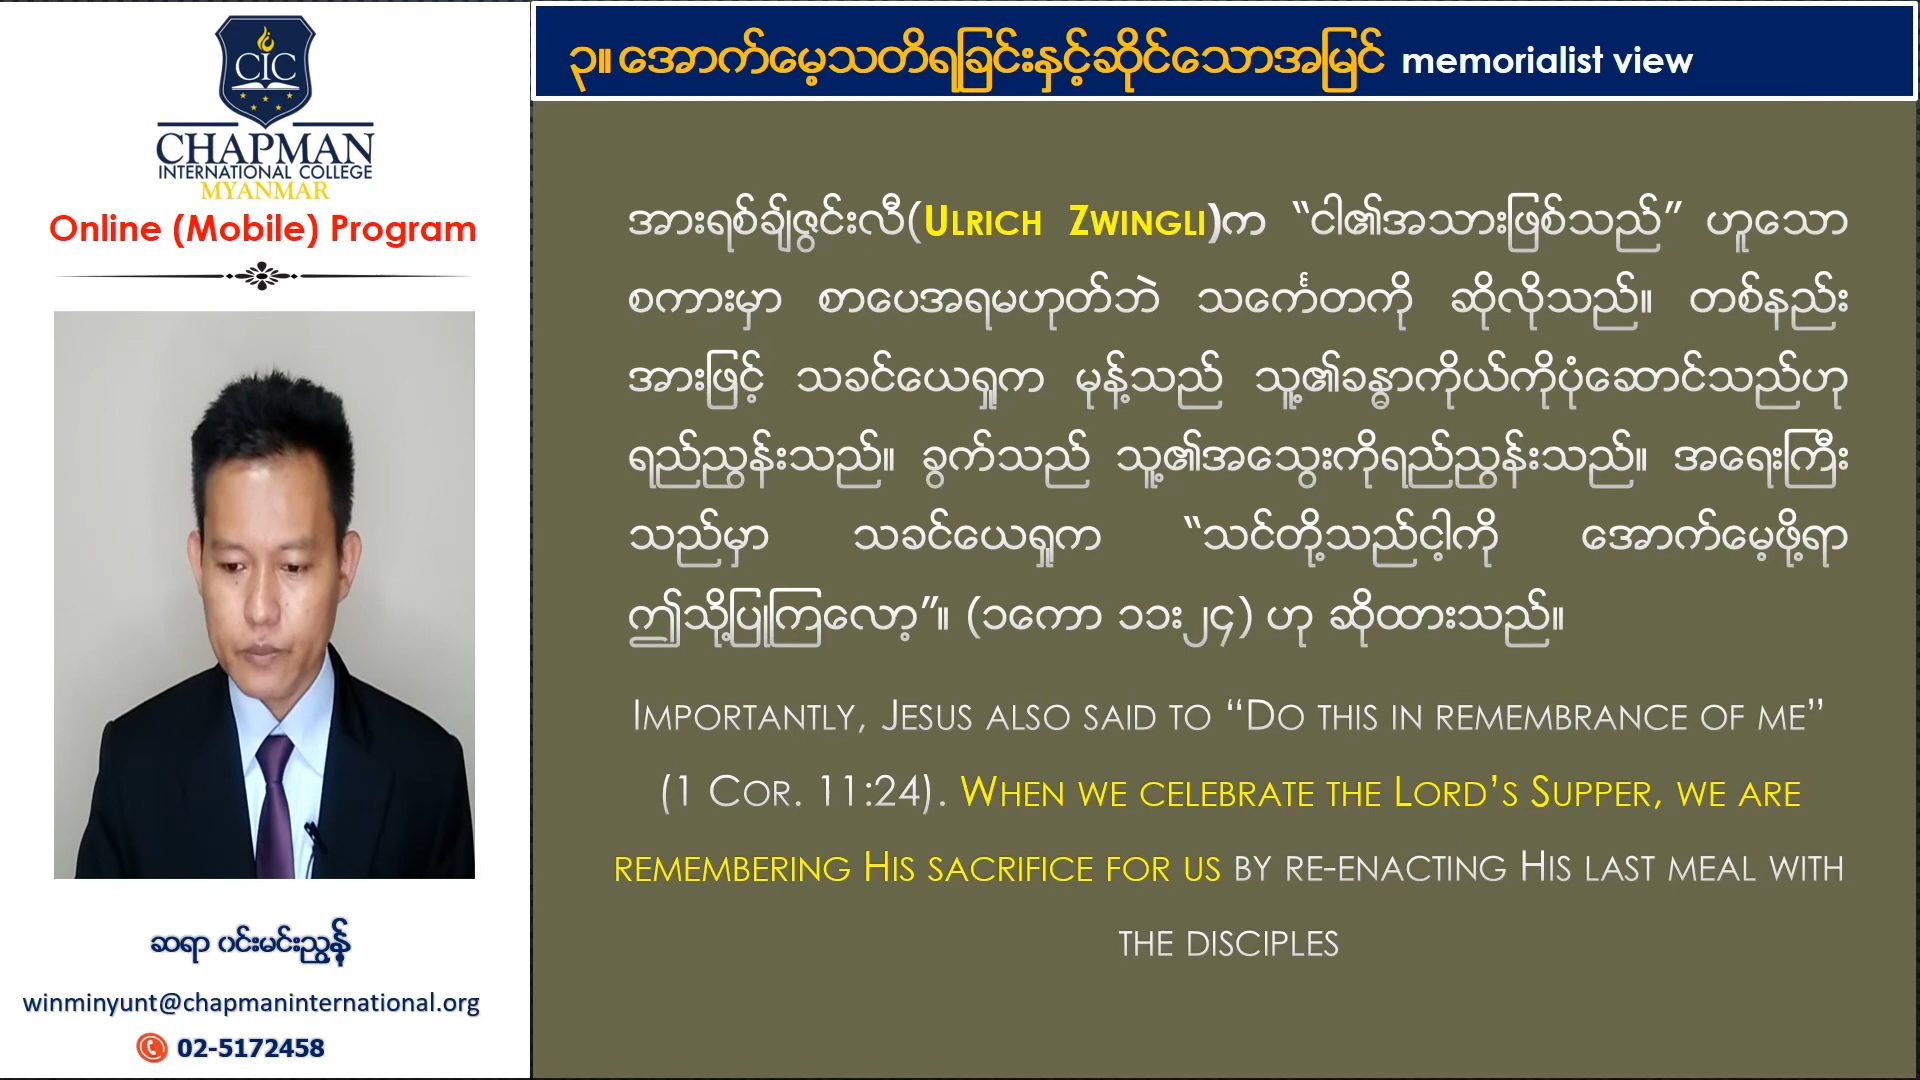 CIC
CHAPMAN
INTERNATIONAL COLLEGE
MYANMAR
Online (Mobile) Program
ဆရာ ဝင်းမင်းညွန့်
winminyunt@chapmaninternational.org
02-5172458
၃။ အောက်မေ့သတိရခြင်းနှင့်ဆိုင်သောအမြင် memorialist view
အားရစ်ချ်ဇွင်းလီ(ULRICH ZWINGLI)က “ငါ၏အသားဖြစ်သည်” ဟူသော
စကားမှာ စာပေအရမဟုတ်ဘဲ သင်္ကေတကို ဆိုလိုသည်။ တစ်နည်း
အားဖြင့် သခင်ယေရှုက မုန့်သည် သူ့၏ခန္ဓာကိုယ်ကိုပုံဆောင်သည်ဟု
ရည်ညွှန်းသည်။ ခွက်သည် သူ့၏အသွေးကိုရည်ညွှန်းသည်။ အရေးကြီး
သည်မှာ သခင်ယေရှုက “သင်တို့သည်ငါ့ကို အောက်မေ့ဖို့ရာ
ဤသို့ပြုကြလော့”။ (၁ကော ၁၁း၂၄) ဟု ဆိုထားသည်။
IMPORTANTLY, JESUS ALSO SAID TO “DO THIS IN REMEMBRANCE OF ME”
(1 COR. 11:24). WHEN WE CELEBRATE THE LORD’S SUPPER, WE ARE
REMEMBERING HIS SACRIFICE FOR US BY RE-ENACTING HIS LAST MEAL WITH
THE DISCIPLES